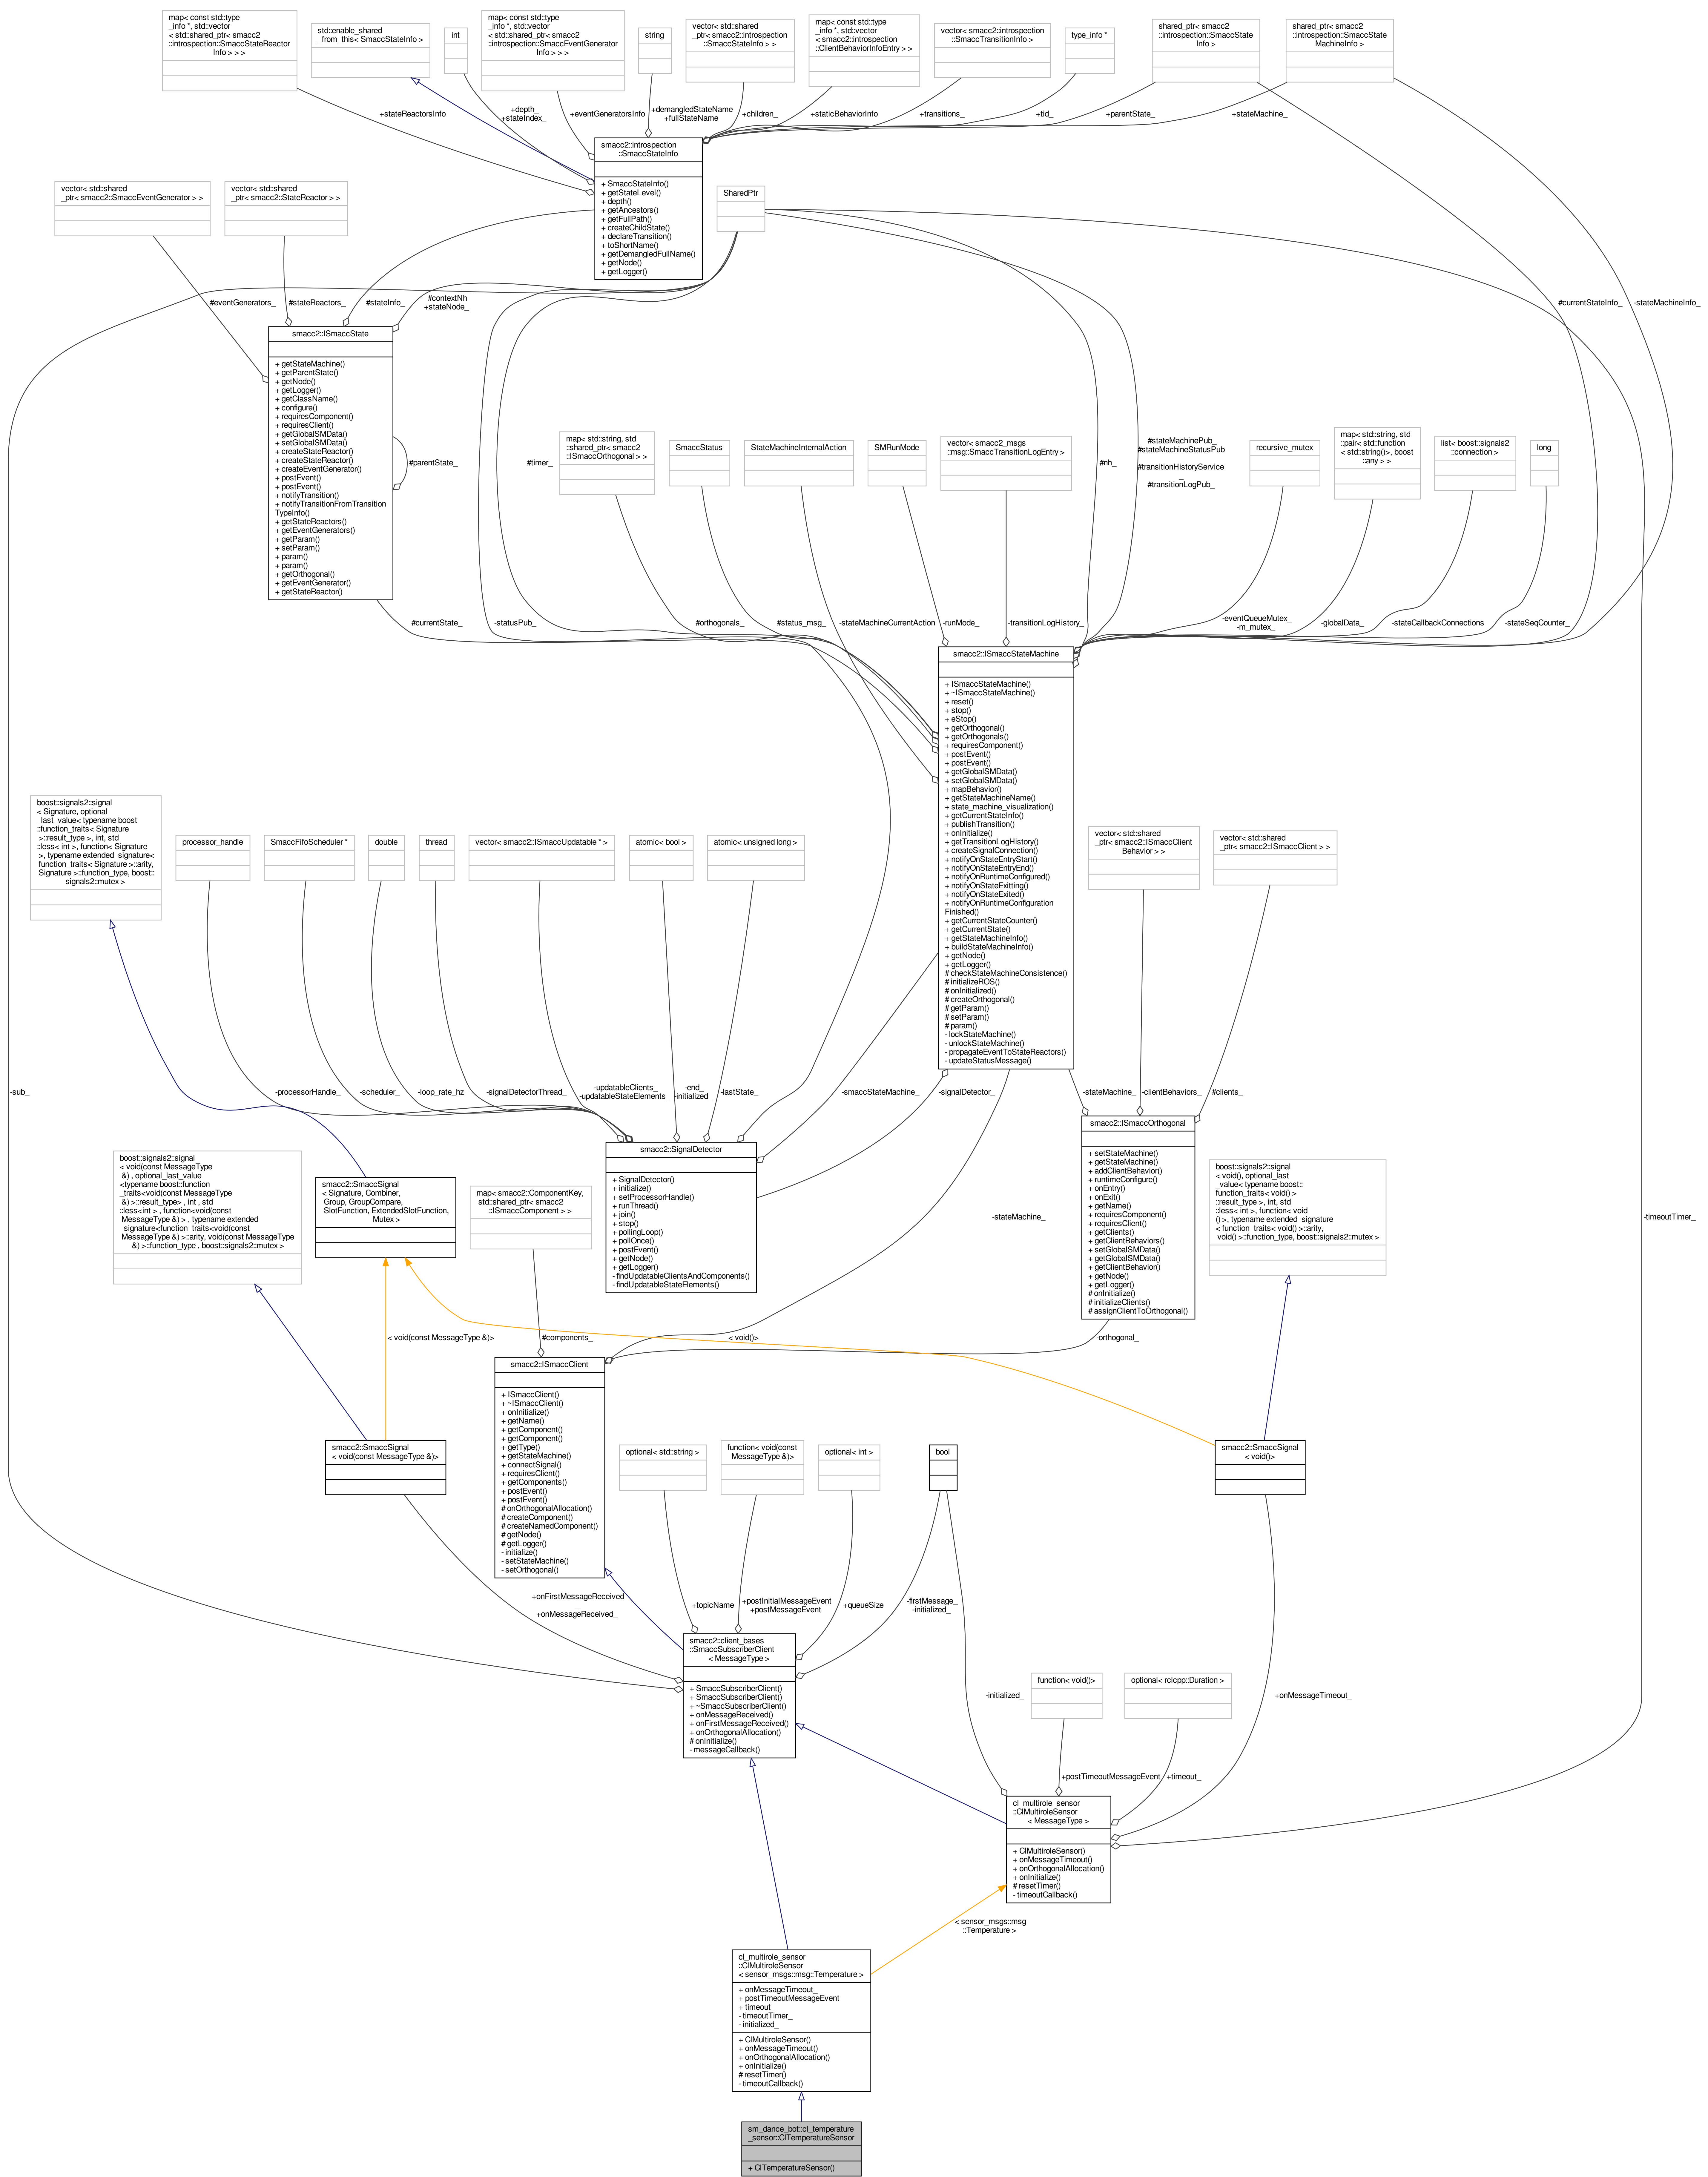 map< const std::type
_info *, std::vector
< std::shared_ptr< smacc2
::introspection::SmaccStateReactor
Info > > >
std::enable_shared
_from_this< SmaccStateInfo >
int
map< const std::type
_info *, std::vector
< std::shared_ptr< smacc2
::introspection::SmaccEventGenerator
Info > > >
string
vector< std::shared
_ptr< smacc2::introspection
::SmaccStateInfo > >
map< const std::type
_info *, std::vector
< smacc2::introspection
::ClientBehaviorInfoEntry > >
vector< smacc2::introspection
::SmaccTransitionInfo >
type_info *
shared_ptr< smacc2
::introspection::SmaccState
Info >
shared_ptr< smacc2
::introspection::SmaccState
MachineInfo >
+stateReactorsInfo
+depth_
+stateIndex_
+eventGeneratorsInfo
+demangledStateName
+fullStateName
+children_
+staticBehaviorInfo
+transitions_
+tid_
+parentState_
+stateMachine_
smacc2::introspection
::SmaccStateInfo
+ SmaccStateInfo()
+ getStateLevel()
+ depth()
+ getAncestors()
+ getFullPath()
+ createChildState()
+ declareTransition()
+ toShortName()
+ getDemangledFullName()
+ getNode()
+ getLogger()
vector< std::shared
_ptr< smacc2::SmaccEventGenerator > >
vector< std::shared
_ptr< smacc2::StateReactor > >
SharedPtr
#eventGenerators_
#stateReactors_
#stateInfo_
#contextNh
+stateNode_
#currentStateInfo_
-stateMachineInfo_
smacc2::ISmaccState
+ getStateMachine()
+ getParentState()
+ getNode()
+ getLogger()
+ getClassName()
+ configure()
+ requiresComponent()
+ requiresClient()
+ getGlobalSMData()
+ setGlobalSMData()
+ createStateReactor()
+ createStateReactor()
+ createEventGenerator()
+ postEvent()
+ postEvent()
+ notifyTransition()
+ notifyTransitionFromTransition
TypeInfo()
+ getStateReactors()
+ getEventGenerators()
+ getParam()
+ setParam()
+ param()
+ param()
+ getOrthogonal()
+ getEventGenerator()
+ getStateReactor()
#parentState_
#timer_
map< std::string, std
::shared_ptr< smacc2
::ISmaccOrthogonal > >
SmaccStatus
StateMachineInternalAction
SMRunMode
vector< smacc2_msgs
::msg::SmaccTransitionLogEntry >
#nh_
#stateMachinePub_
#stateMachineStatusPub
_
#transitionHistoryService
_
#transitionLogPub_
recursive_mutex
map< std::string, std
::pair< std::function
< std::string()>, boost
::any > >
list< boost::signals2
::connection >
long
#currentState_
-statusPub_
#orthogonals_
#status_msg_
-stateMachineCurrentAction
-runMode_
-transitionLogHistory_
-eventQueueMutex_
-m_mutex_
-globalData_
-stateCallbackConnections
-stateSeqCounter_
smacc2::ISmaccStateMachine
+ ISmaccStateMachine()
+ ~ISmaccStateMachine()
+ reset()
+ stop()
+ eStop()
+ getOrthogonal()
+ getOrthogonals()
+ requiresComponent()
+ postEvent()
+ postEvent()
+ getGlobalSMData()
+ setGlobalSMData()
+ mapBehavior()
+ getStateMachineName()
+ state_machine_visualization()
+ getCurrentStateInfo()
+ publishTransition()
+ onInitialize()
+ getTransitionLogHistory()
+ createSignalConnection()
+ notifyOnStateEntryStart()
+ notifyOnStateEntryEnd()
+ notifyOnRuntimeConfigured()
+ notifyOnStateExitting()
+ notifyOnStateExited()
+ notifyOnRuntimeConfiguration
Finished()
+ getCurrentStateCounter()
+ getCurrentState()
+ getStateMachineInfo()
+ buildStateMachineInfo()
+ getNode()
+ getLogger()
# checkStateMachineConsistence()
# initializeROS()
# onInitialized()
# createOrthogonal()
# getParam()
# setParam()
# param()
- lockStateMachine()
- unlockStateMachine()
- propagateEventToStateReactors()
- updateStatusMessage()
boost::signals2::signal
< Signature, optional
_last_value< typename boost
::function_traits< Signature
>::result_type >, int, std
::less< int >, function< Signature
>, typename extended_signature<
function_traits< Signature >::arity,
Signature >::function_type, boost::
signals2::mutex >
processor_handle
SmaccFifoScheduler *
double
thread
vector< smacc2::ISmaccUpdatable * >
atomic< bool >
atomic< unsigned long >
vector< std::shared
_ptr< smacc2::ISmaccClient
Behavior > >
vector< std::shared
_ptr< smacc2::ISmaccClient > >
-sub_
-processorHandle_
-scheduler_
-loop_rate_hz
-signalDetectorThread_
-updatableClients_
-updatableStateElements_
-end_
-initialized_
-lastState_
-smaccStateMachine_
-signalDetector_
-stateMachine_
-clientBehaviors_
#clients_
-timeoutTimer_
smacc2::SignalDetector
+ SignalDetector()
+ initialize()
+ setProcessorHandle()
+ runThread()
+ join()
+ stop()
+ pollingLoop()
+ pollOnce()
+ postEvent()
+ getNode()
+ getLogger()
- findUpdatableClientsAndComponents()
- findUpdatableStateElements()
smacc2::ISmaccOrthogonal
+ setStateMachine()
+ getStateMachine()
+ addClientBehavior()
+ runtimeConfigure()
+ onEntry()
+ onExit()
+ getName()
+ requiresComponent()
+ requiresClient()
+ getClients()
+ getClientBehaviors()
+ setGlobalSMData()
+ getGlobalSMData()
+ getClientBehavior()
+ getNode()
+ getLogger()
# onInitialize()
# initializeClients()
# assignClientToOrthogonal()
boost::signals2::signal
< void(const MessageType
&) , optional_last_value
<typename boost::function
_traits<void(const MessageType
&) >::result_type> , int , std
::less<int > , function<void(const
MessageType &) > , typename extended
_signature<function_traits<void(const
MessageType &) >::arity, void(const MessageType
&) >::function_type , boost::signals2::mutex >
smacc2::SmaccSignal
< Signature, Combiner,
Group, GroupCompare,
SlotFunction, ExtendedSlotFunction,
Mutex >
map< smacc2::ComponentKey,
std::shared_ptr< smacc2
::ISmaccComponent > >
-stateMachine_
boost::signals2::signal
< void(), optional_last
_value< typename boost::
function_traits< void() >
::result_type >, int, std
::less< int >, function< void
() >, typename extended_signature
< function_traits< void() >::arity,
void() >::function_type, boost::signals2::mutex >
< void(const MessageType &)>
#components_
< void()>
-orthogonal_
smacc2::ISmaccClient
+ ISmaccClient()
+ ~ISmaccClient()
+ onInitialize()
+ getName()
+ getComponent()
+ getComponent()
+ getType()
+ getStateMachine()
+ connectSignal()
+ requiresClient()
+ getComponents()
+ postEvent()
+ postEvent()
# onOrthogonalAllocation()
# createComponent()
# createNamedComponent()
# getNode()
# getLogger()
- initialize()
- setStateMachine()
- setOrthogonal()
smacc2::SmaccSignal
< void(const MessageType &)>
optional< std::string >
function< void(const
MessageType &)>
optional< int >
bool
smacc2::SmaccSignal
< void()>
+onFirstMessageReceived
_
+onMessageReceived_
+topicName
+postInitialMessageEvent
+postMessageEvent
+queueSize
-firstMessage_
-initialized_
smacc2::client_bases
::SmaccSubscriberClient
< MessageType >
+ SmaccSubscriberClient()
+ SmaccSubscriberClient()
+ ~SmaccSubscriberClient()
+ onMessageReceived()
+ onFirstMessageReceived()
+ onOrthogonalAllocation()
# onInitialize()
- messageCallback()
-initialized_
function< void()>
optional< rclcpp::Duration >
+onMessageTimeout_
+postTimeoutMessageEvent
+timeout_
cl_multirole_sensor
::ClMultiroleSensor
< MessageType >
+ ClMultiroleSensor()
+ onMessageTimeout()
+ onOrthogonalAllocation()
+ onInitialize()
# resetTimer()
- timeoutCallback()
< sensor_msgs::msg
::Temperature >
cl_multirole_sensor
::ClMultiroleSensor
< sensor_msgs::msg::Temperature >
+ onMessageTimeout_
+ postTimeoutMessageEvent
+ timeout_
- timeoutTimer_
- initialized_
+ ClMultiroleSensor()
+ onMessageTimeout()
+ onOrthogonalAllocation()
+ onInitialize()
# resetTimer()
- timeoutCallback()
sm_dance_bot::cl_temperature
_sensor::ClTemperatureSensor
+ ClTemperatureSensor()